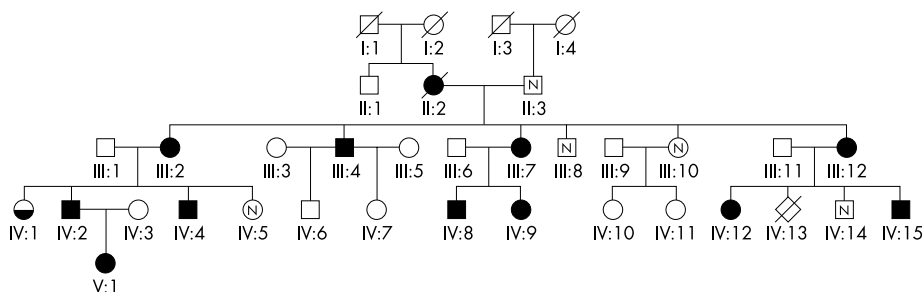 I:1 I:2 I:3 I:4
N
II:1 II:2 II:3
N N
III:1 III:2 III:3 III:4 III:5 III:6 III:7 III:8 III:9 III:10 III:11 III:12
N N
IV:1 IV:2 IV:3 IV:4 IV:5 IV:6 IV:7 IV:8 IV:9 IV:10 IV:11 IV:12 IV:13 IV:14 IV:15
V:1